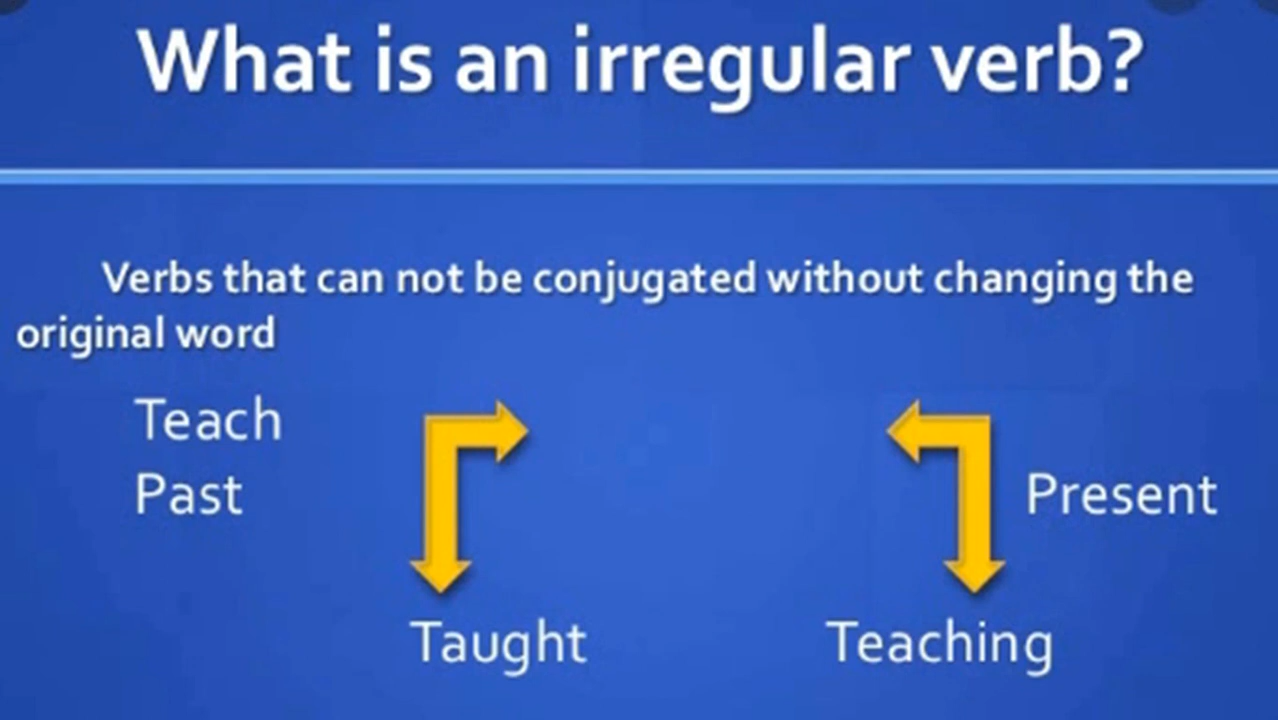 What is an irregular verb?
Verbs that can not be conjugated without changing the
original word
Teach
Past
Present
Taught
Teaching